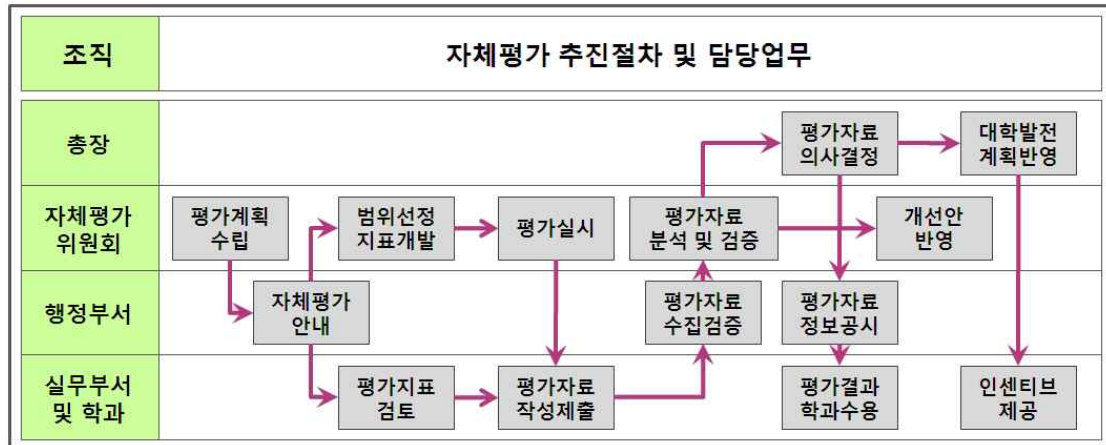 조직
자체평가 추진절차 및 담당업무
총장
평가자료
의사결정
대학발전
계획반영
자체평가
위원회
평가계획
수립
범위선정
지표개발
평가실시
평가자료
분석 및 검증
개선안
반영
행정부서
자체평가
안내
평가자료
수집검증
평가자료
정보공시
실무부서
및 학과
평가지표
검토
평가자료
작성제출
평가결과
학과수용
인센티브
제공